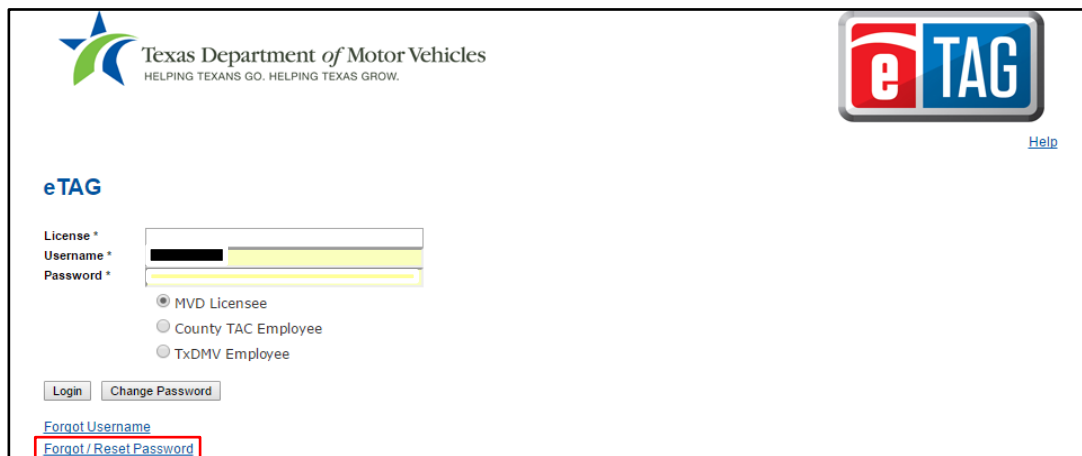 Texas Department of Motor Vehicles
HELPING TEXANS GO. HELPING TEXAS GROW.
e TAG
Help
eTAG
License *
Username *
Password *
MVD Licensee
County TAC Employee
TxDMV Employee
Login Change Password
Forgot Username
Forgot / Reset Password